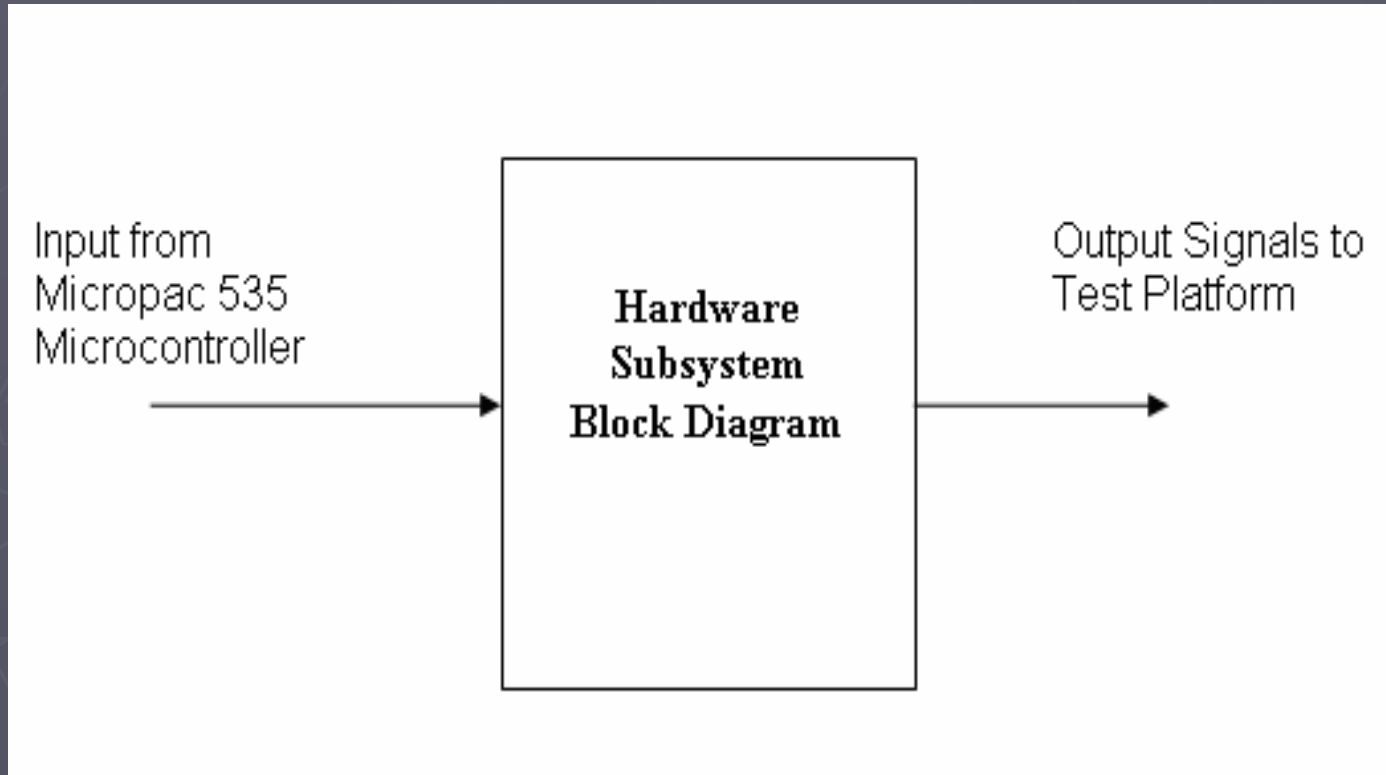 Input from
Micropac 535
Microcontroller
Hardware
Subsystem
Block Diagram
Output Signals to
Test Platform